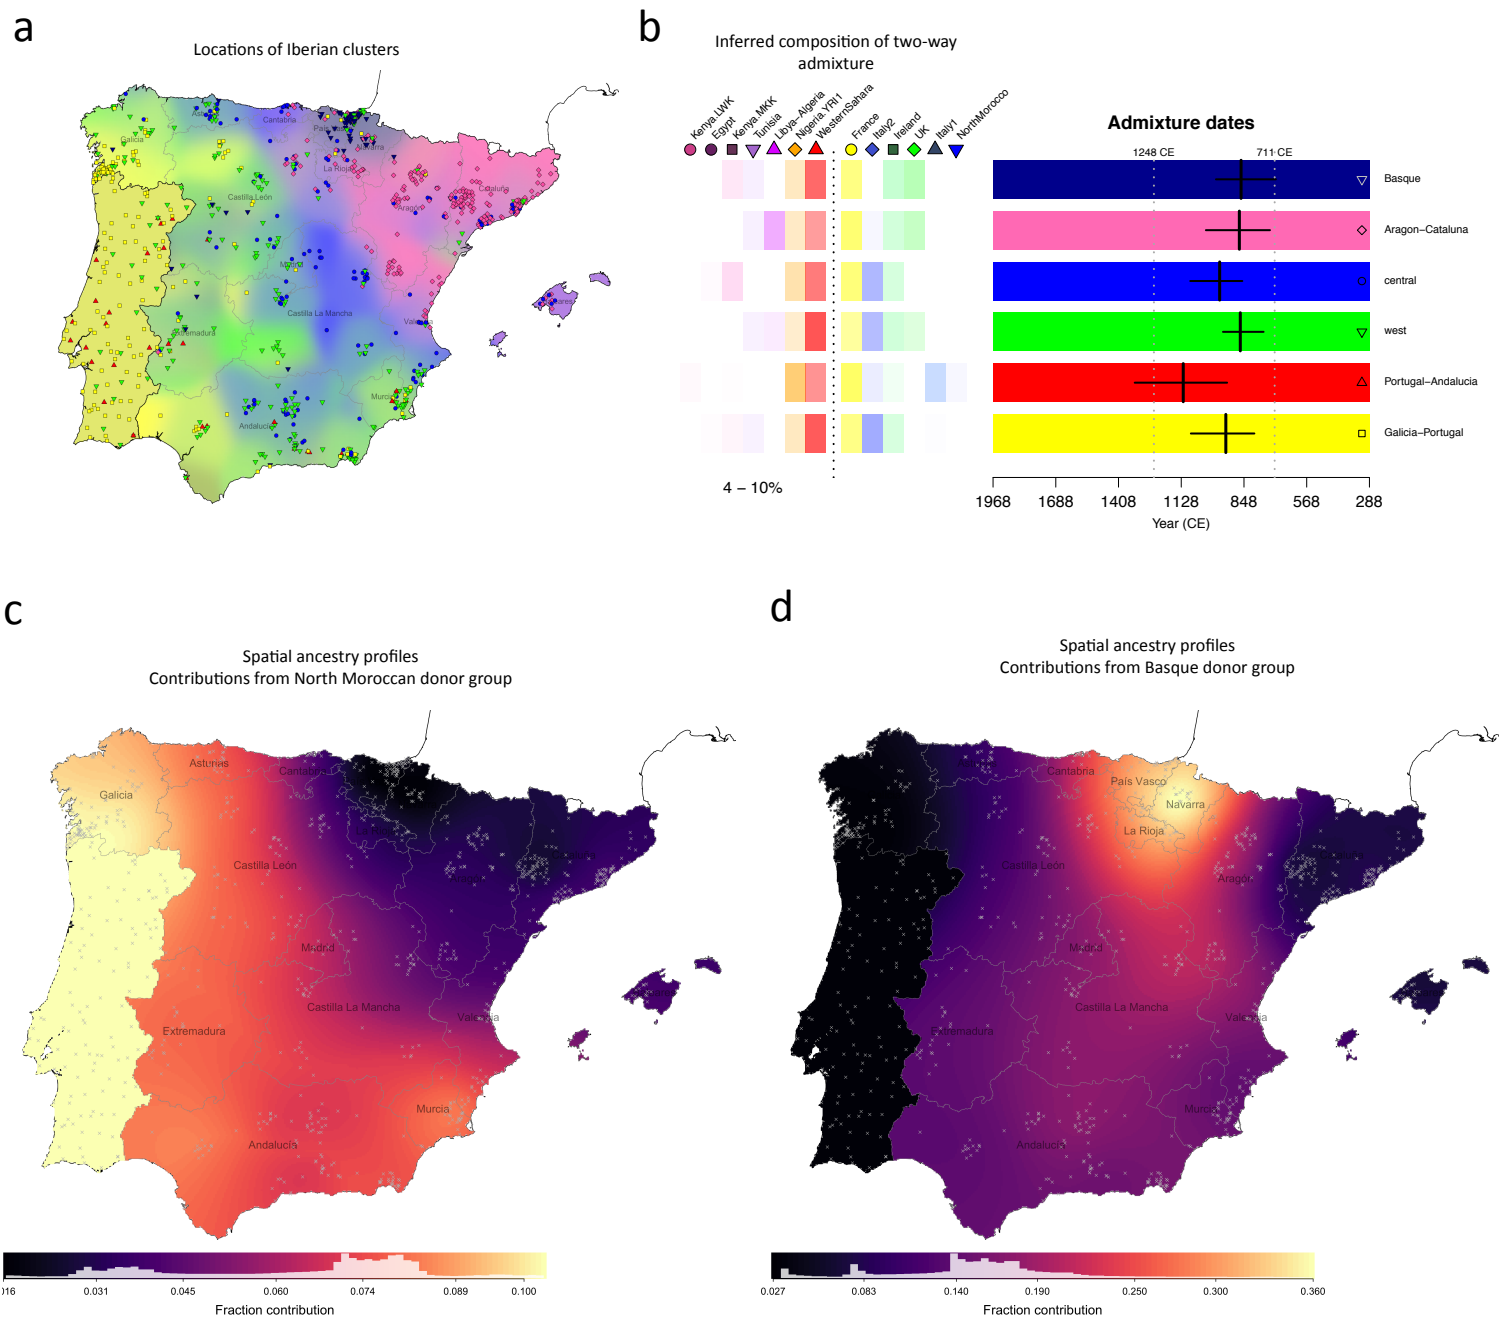 a
Locations of Iberian clusters
Galicia
Cantabria
Navarra
La Rioja
Castilla León
Cataluña
Aragón
Castilla La Mancha
Extremadura
Murcia
Andalucía
b
Inferred composition of two-way
admixture
Kenya.LWK
Egypt
Kenya.MKK
Tunisia
Libya-Algeria
Nigeria.YRI1
WesternSahara
France
Italy2
Ireland
UK
Italy1
NorthMorocco
4 – 10%
Admixture dates
1248 CE
711 CE
Basque
Aragon-Cataluna
central
west
Portugal-Andalucia
Galicia-Portugal
1968 1688 1408 1128 848 568 288
Year (CE)
c
Spatial ancestry profiles
Contributions from North Moroccan donor group
Galicia
Asturias
Cantabria
Castilla León
Madrid
Castilla La Mancha
Extremadura
Valencia
Murcia
Andalucía
0.031 0.045 0.060 0.074 0.089 0.100
Fraction contribution
d
Spatial ancestry profiles
Contributions from Basque donor group
Cantabria
País Vasco
Navarra
La Rioja
Castilla León
Aragón
Madrid
Castilla La Mancha
Extremadura
Valencia
Murcia
Andalucía
0.027 0.083 0.140 0.190 0.250 0.300 0.360
Fraction contribution